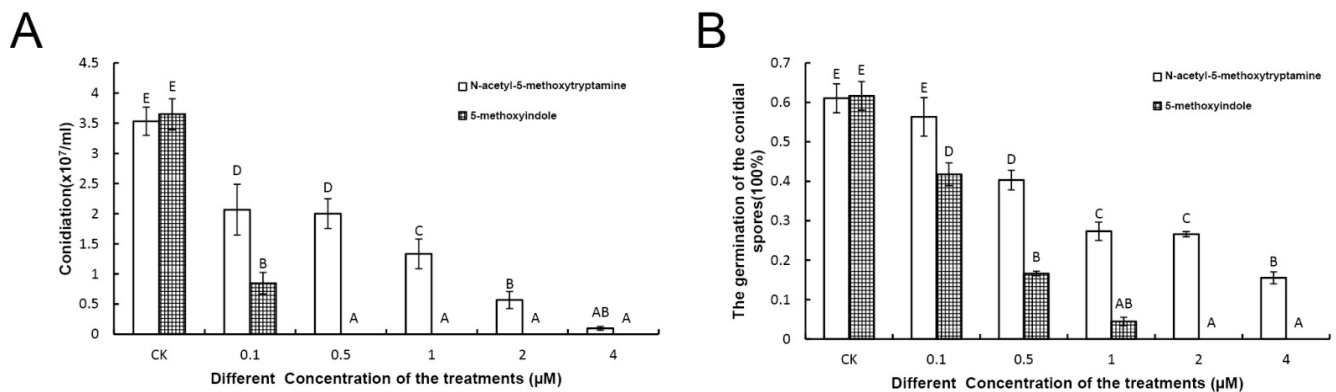 A
Conidiation(x10⁷/ml)
4.5
4
3.5
3
2.5
2
1.5
1
0.5
0
E E
D
B
D
A
C
A
B
A
AB
A
N-acetyl-5-methoxytryptamine
5-methoxyindole
CK 0.1 0.5 1 2 4
Different Concentration of the treatments (μM)
B
The germination of the conidial
spores(100%)
0.7
0.6
0.5
0.4
0.3
0.2
0.1
0
E E
E
D
D
B
C
AB
C
A
B
A
N-acetyl-5-methoxytryptamine
5-methoxyindole
CK 0.1 0.5 1 2 4
Different Concentration of the treatments (μM)